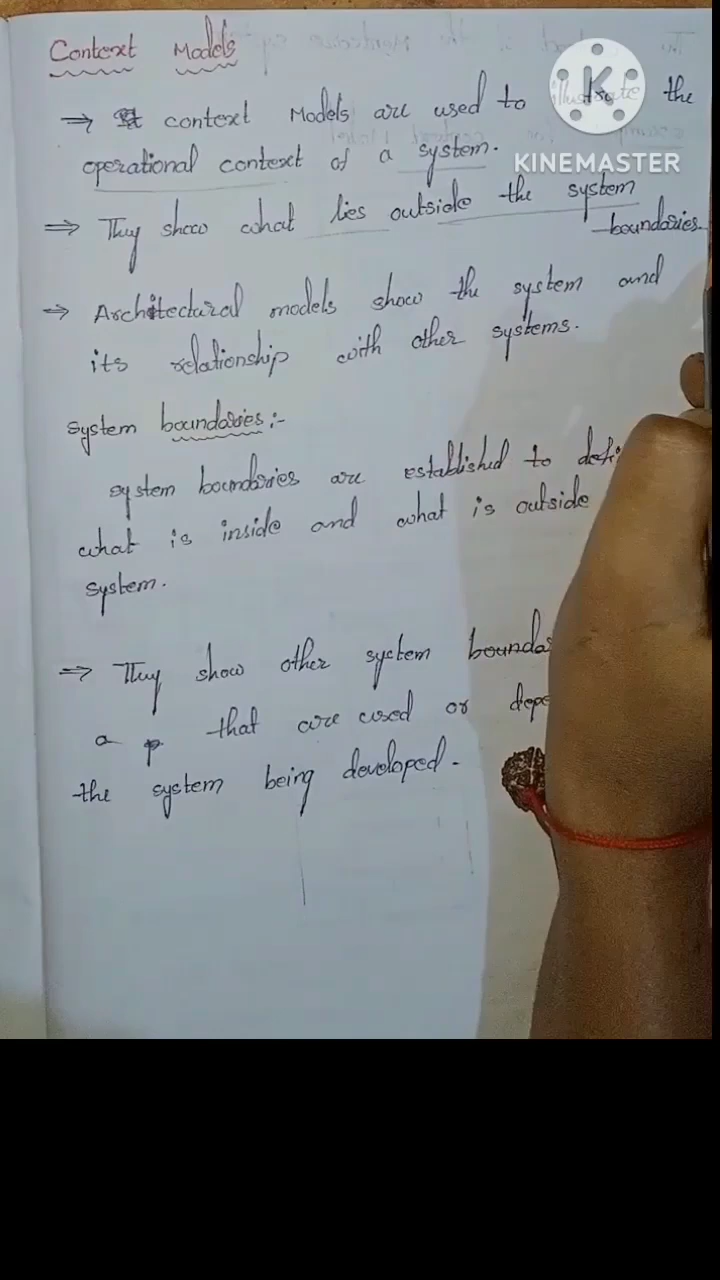 Context Models
⇒ context Models are used to illustrate the
operational context of a system.
⇒ They show what lies outside the system
boundaries.
⇒ Architectural models show the system and
its relationship with other systems.
system boundaries:-
system boundaries are established to
what is inside and what is outside
system.
⇒ They show other system
a p that are used or
the system being developed.
KINEMASTER